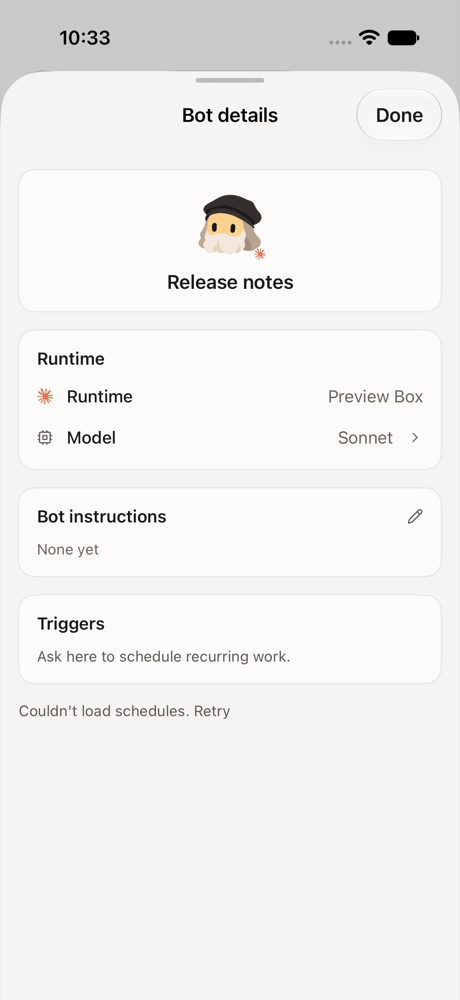 10:33
Bot details
Done
Release notes
Runtime
Runtime
Preview Box
Model
Sonnet
Bot instructions
None yet
Triggers
Ask here to schedule recurring work.
Couldn't load schedules. Retry